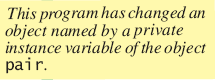 This program has changed an
object named by a private
instance variable of the object
pair.